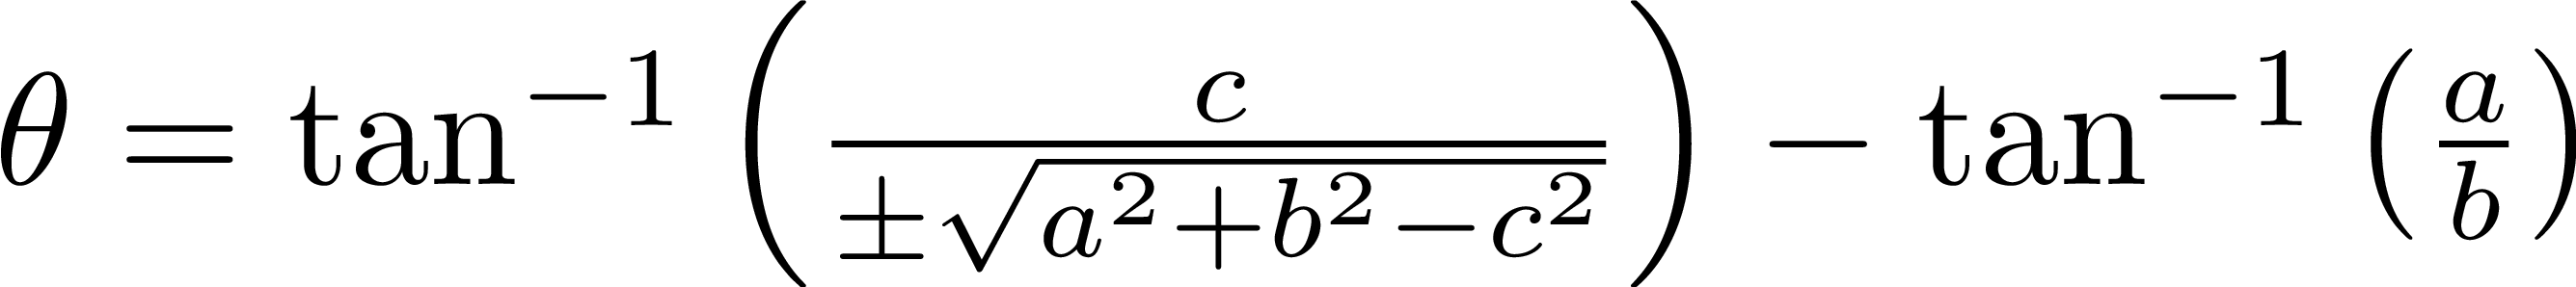 θ = tan⁻¹ ( c / ±√(a²+b²−c²) ) − tan⁻¹ ( a / b )